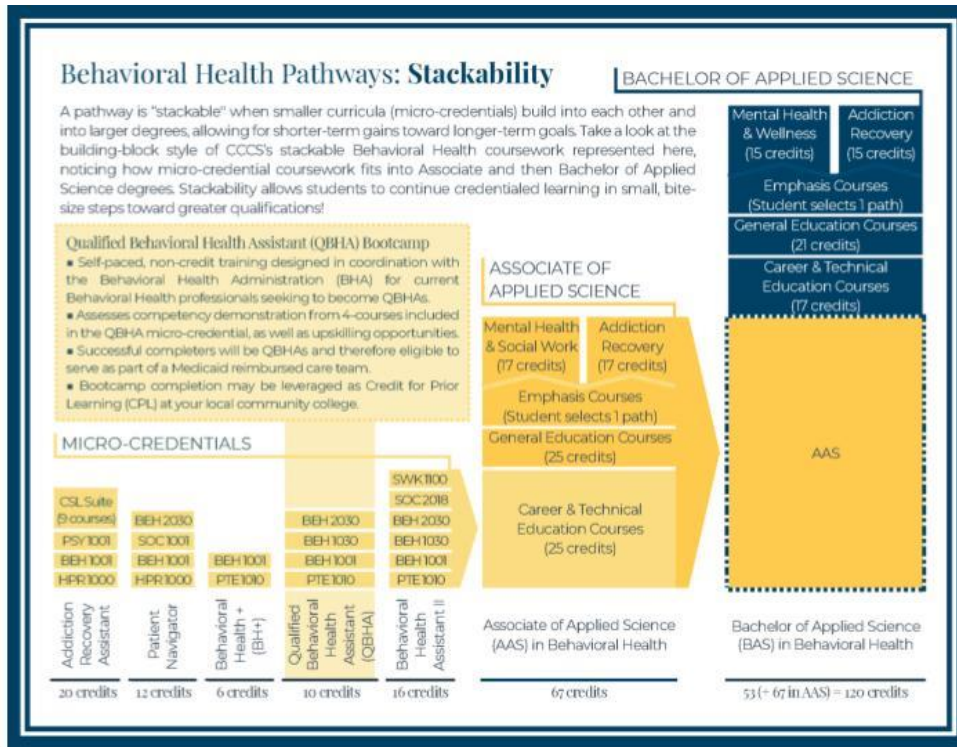 Behavioral Health Pathways: Stackability
A pathway is "stackable" when smaller curricula (micro-credentials) build into each other and
into larger degrees, allowing for shorter-term gains toward longer-term goals. Take a look at the
building-block style of CCCS's stackable Behavioral Health coursework represented here,
noticing how micro-credential coursework fits into Associate and then Bachelor of Applied
Science degrees. Stackability allows students to continue credentialed learning in small, bite-
size steps toward greater qualifications!
Qualified Behavioral Health Assistant (QBHA) Bootcamp
▪ Self-paced, non-credit training designed in coordination with
the Behavioral Health Administration (BHA) for current
Behavioral Health professionals seeking to become QBHAs.
▪ Assesses competency demonstration from 4-courses included
in the QBHA micro-credential, as well as upskilling opportunities.
▪ Successful completers will be QBHAs and therefore eligible to
serve as part of a Medicaid reimbursed care team.
▪ Bootcamp completion may be leveraged as Credit for Prior
Learning (CPL) at your local community college.
MICRO-CREDENTIALS
CSL Suite
(9 courses)
PSY1001
BEH 1001
HPR1000
Addiction
Recovery
Assistant
20 credits
BEH 2030
SOC1001
BEH 1001
HPR1000
Patient
Navigator
12 credits
BEH 1001
PTE1010
Behavioral
Health +
(BH+)
6 credits
BEH 2030
BEH 1030
BEH 1001
PTE1010
Qualified
Behavioral
Health
Assistant
(QBHA)
10 credits
SWK1100
SOC2018
BEH 2030
BEH 1030
BEH 1001
PTE1010
Behavioral
Health
Assistant II
16 credits
ASSOCIATE OF
APPLIED SCIENCE
Mental Health
& Social Work
(17 credits)
Addiction
Recovery
(17 credits)
Emphasis Courses
(Student selects 1 path)
General Education Courses
(25 credits)
Career & Technical
Education Courses
(25 credits)
Associate of Applied Science
(AAS) in Behavioral Health
67 credits
BACHELOR OF APPLIED SCIENCE
Mental Health
& Wellness
(15 credits)
Addiction
Recovery
(15 credits)
Emphasis Courses
(Student selects 1 path)
General Education Courses
(21 credits)
Career & Technical
Education Courses
(17 credits)
AAS
Bachelor of Applied Science
(BAS) in Behavioral Health
53 (+ 67 in AAS) = 120 credits